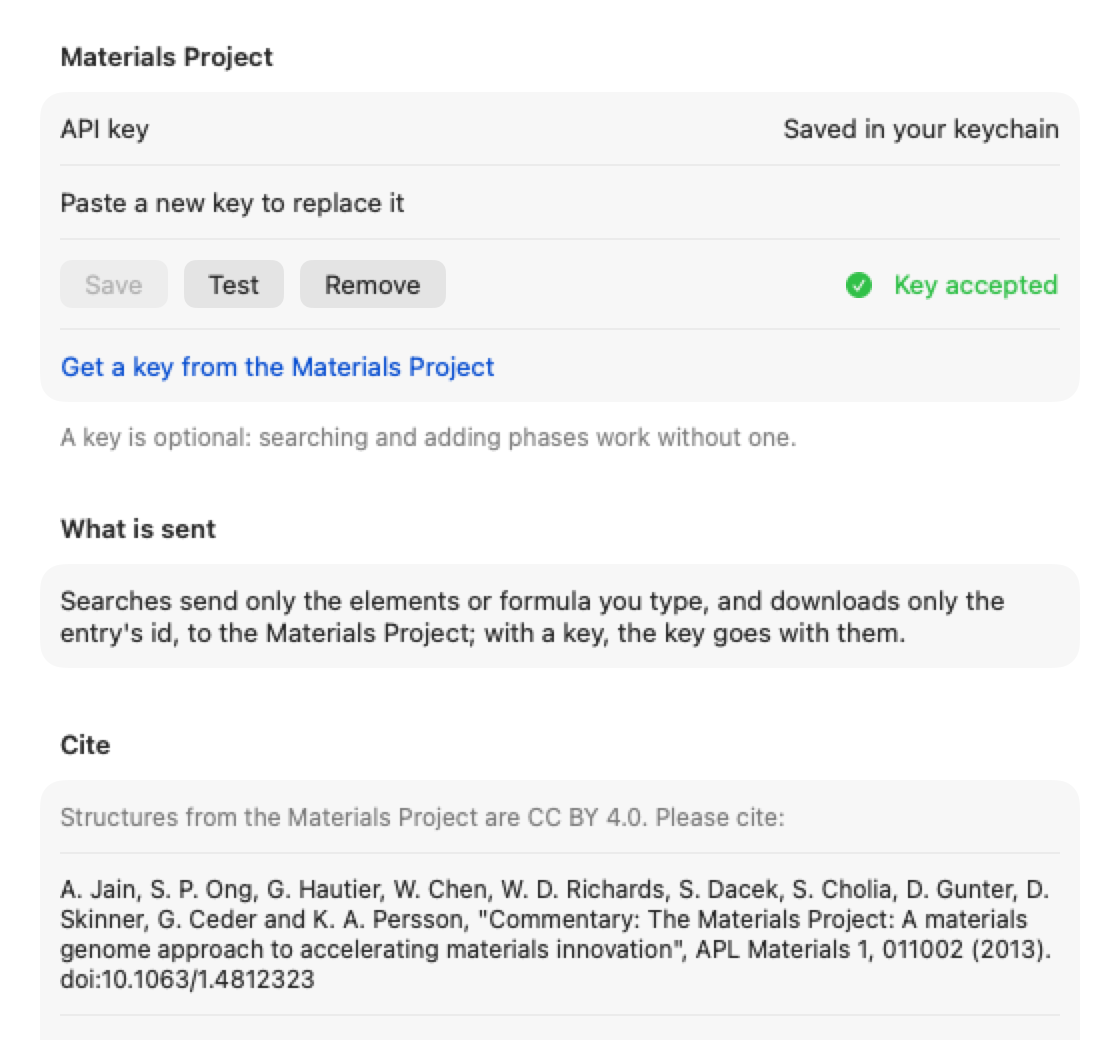 Materials Project
API key
Saved in your keychain
Paste a new key to replace it
Save
Test
Remove
Key accepted
Get a key from the Materials Project
A key is optional: searching and adding phases work without one.
What is sent
Searches send only the elements or formula you type, and downloads only the
entry's id, to the Materials Project; with a key, the key goes with them.
Cite
Structures from the Materials Project are CC BY 4.0. Please cite:
A. Jain, S. P. Ong, G. Hautier, W. Chen, W. D. Richards, S. Dacek, S. Cholia, D. Gunter, D.
Skinner, G. Ceder and K. A. Persson, "Commentary: The Materials Project: A materials
genome approach to accelerating materials innovation", APL Materials 1, 011002 (2013).
doi:10.1063/1.4812323